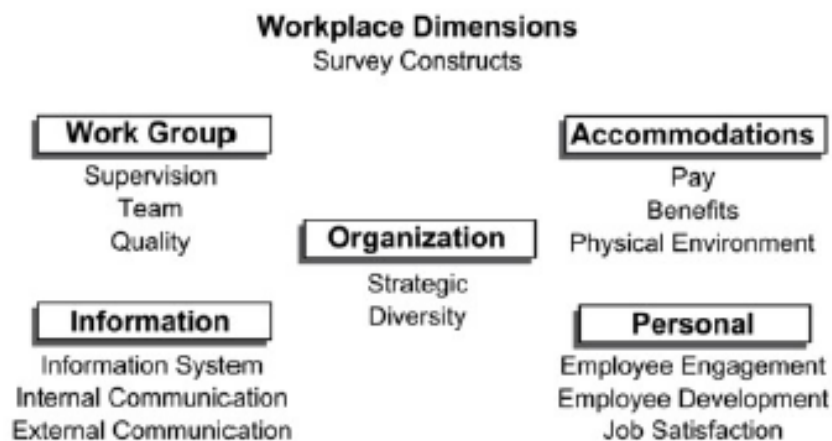 Workplace Dimensions
Survey Constructs
Work Group
Supervision
Team
Quality
Accommodations
Pay
Benefits
Physical Environment
Organization
Strategic
Diversity
Information
Information System
Internal Communication
External Communication
Personal
Employee Engagement
Employee Development
Job Satisfaction